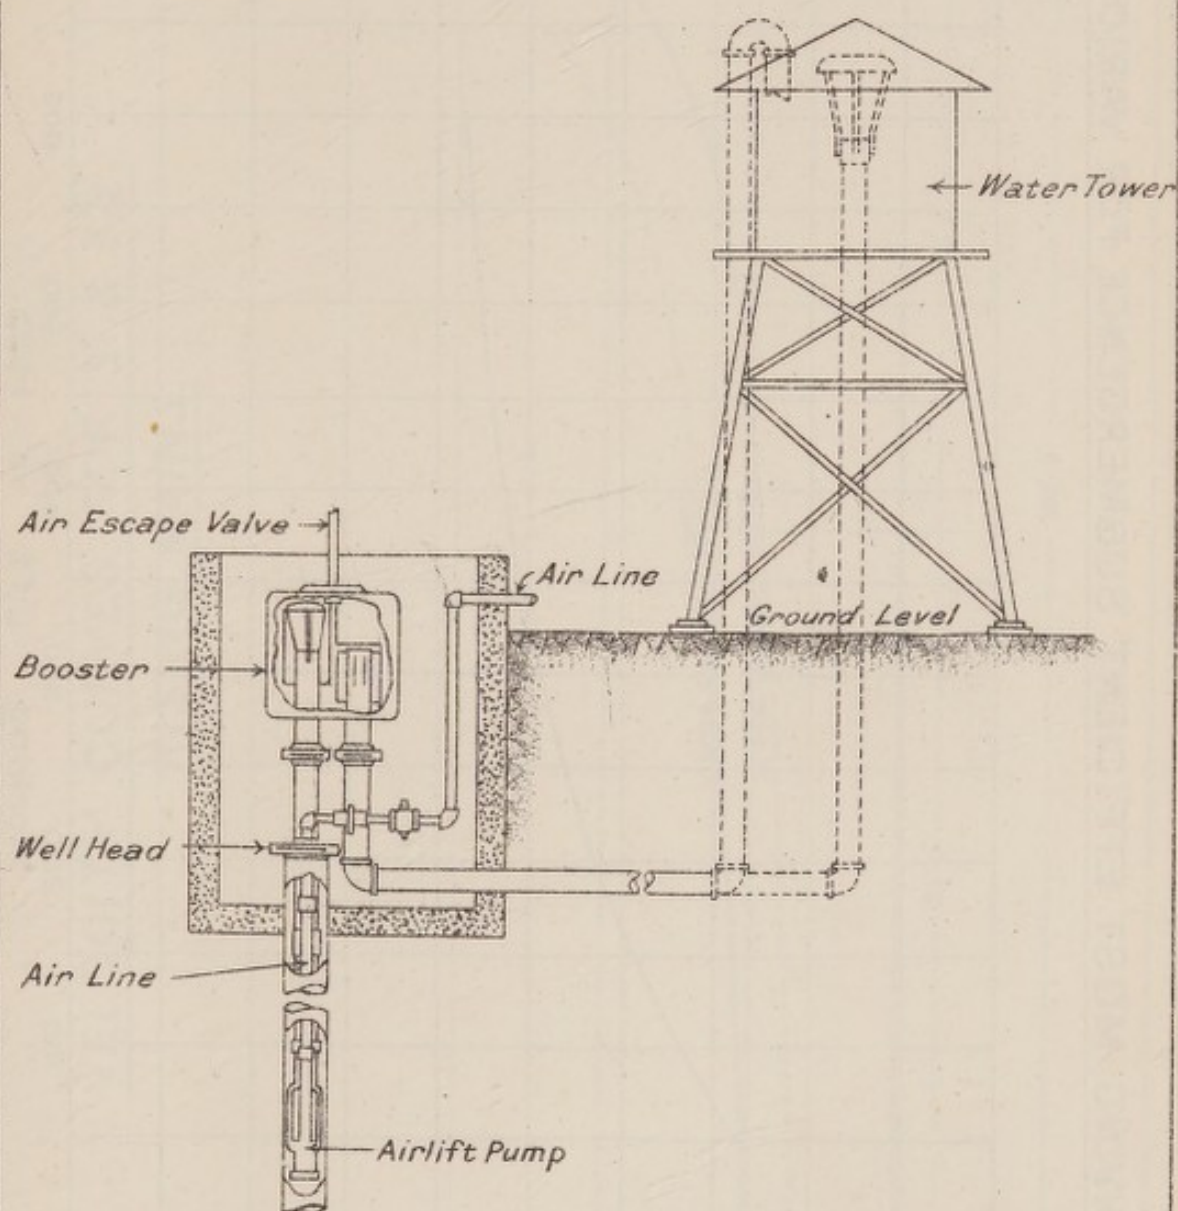 Water Tower
Air Escape Valve
Air Line
Ground Level
Booster
Well Head
Air Line
Airlift Pump